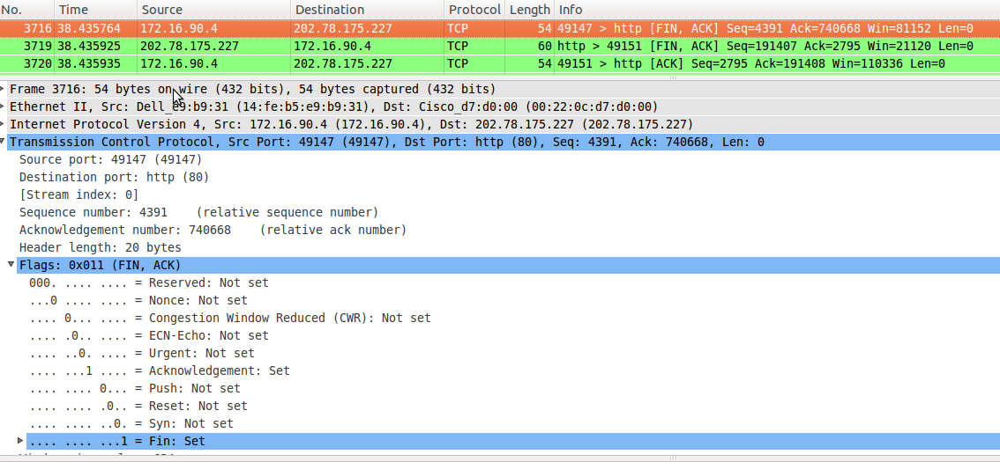 No. Time Source Destination Protocol Length Info
3716 38.435764 172.16.90.4 202.78.175.227 TCP 54 49147 > http [FIN, ACK] Seq=4391 Ack=740668 Win=81152 Len=0
3719 38.435925 202.78.175.227 172.16.90.4 TCP 60 http > 49151 [FIN, ACK] Seq=191407 Ack=2795 Win=21120 Len=0
3720 38.435935 172.16.90.4 202.78.175.227 TCP 54 49151 > http [ACK] Seq=2795 Ack=191408 Win=110336 Len=0
Frame 3716: 54 bytes on wire (432 bits), 54 bytes captured (432 bits)
Ethernet II, Src: Dell_e9:b9:31 (14:fe:b5:e9:b9:31), Dst: Cisco_d7:d0:00 (00:22:0c:d7:d0:00)
Internet Protocol Version 4, Src: 172.16.90.4 (172.16.90.4), Dst: 202.78.175.227 (202.78.175.227)
Transmission Control Protocol, Src Port: 49147 (49147), Dst Port: http (80), Seq: 4391, Ack: 740668, Len: 0
Source port: 49147 (49147)
Destination port: http (80)
[Stream index: 0]
Sequence number: 4391 (relative sequence number)
Acknowledgement number: 740668 (relative ack number)
Header length: 20 bytes
Flags: 0x011 (FIN, ACK)
000. .... .... = Reserved: Not set
...0 .... .... = Nonce: Not set
.... 0... .... = Congestion Window Reduced (CWR): Not set
.... .0.. .... = ECN-Echo: Not set
.... ..0. .... = Urgent: Not set
.... ...1 .... = Acknowledgement: Set
.... .... 0... = Push: Not set
.... .... .0.. = Reset: Not set
.... .... ..0. = Syn: Not set
.... .... ...1 = Fin: Set